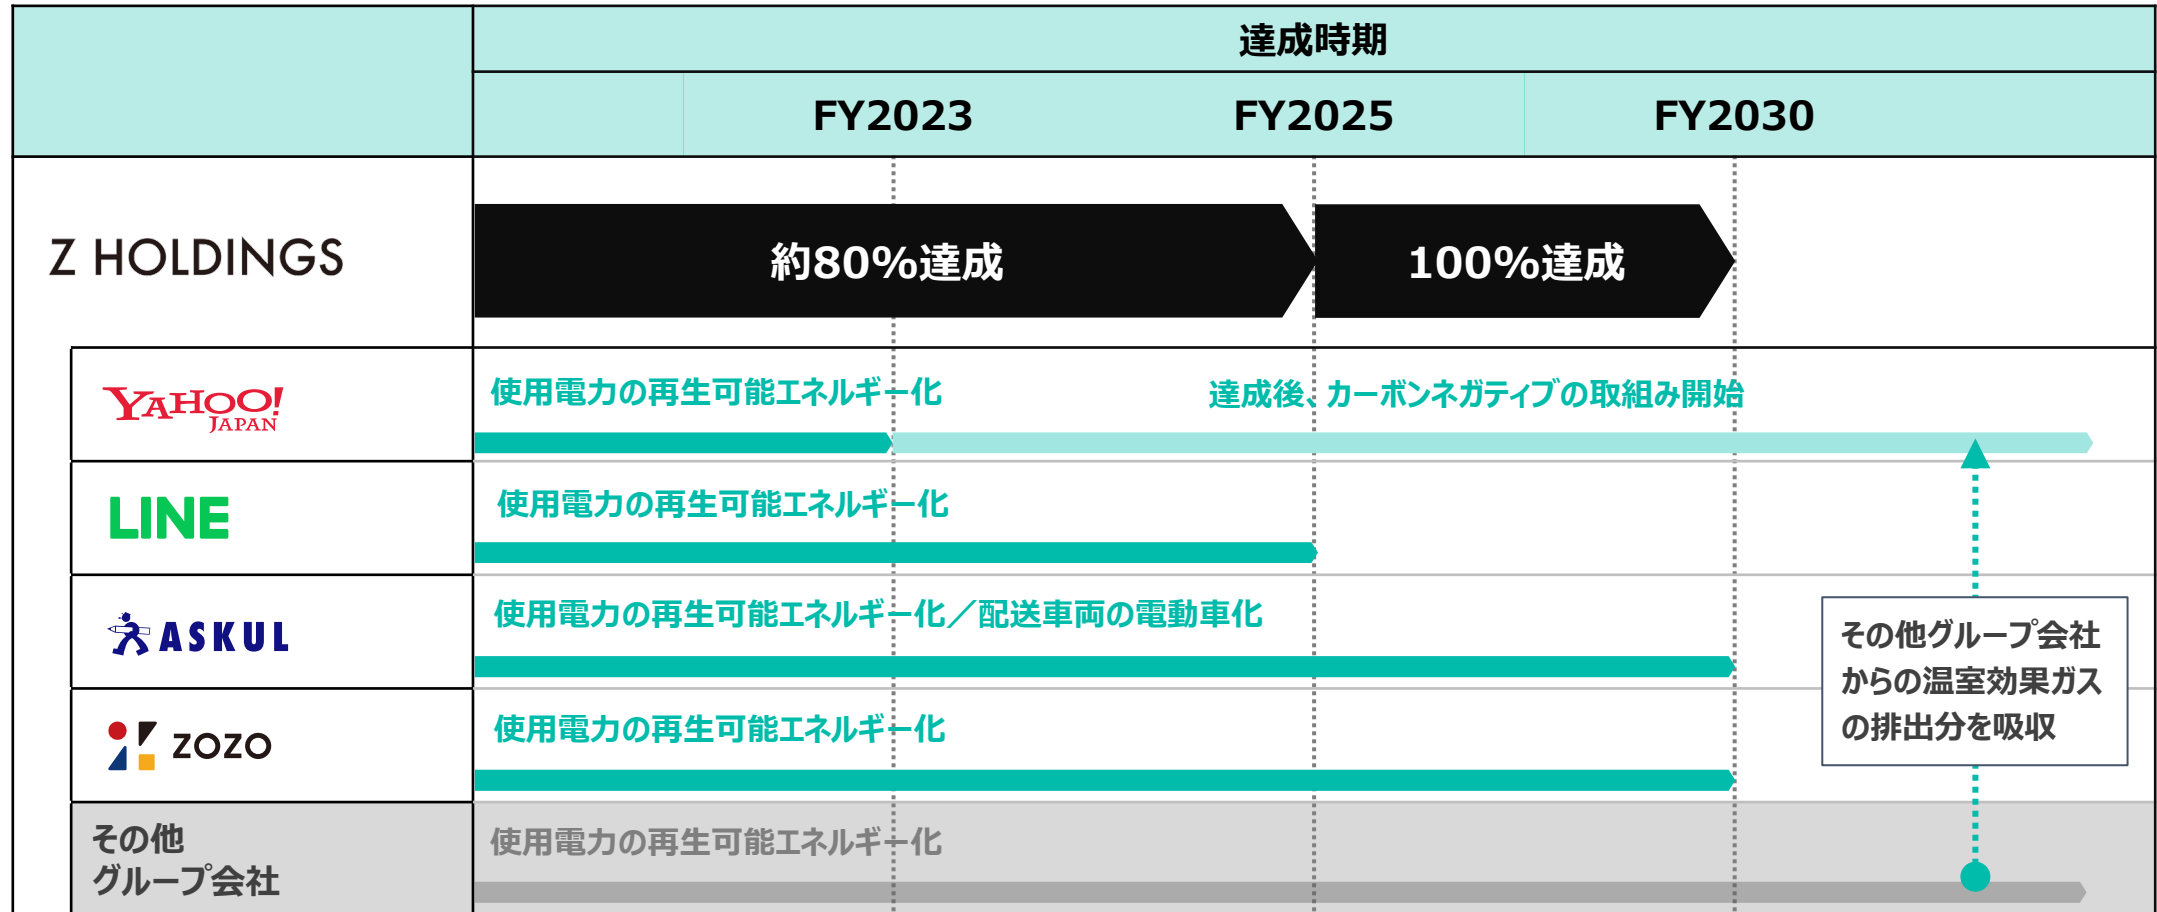 達成時期
FY2023
FY2025
FY2030
Z HOLDINGS
約80%達成
100%達成
YAHOO!
JAPAN
使用電力の再生可能エネルギー化
達成後、カーボンネガティブの取組み開始
LINE
使用電力の再生可能エネルギー化
ASKUL
使用電力の再生可能エネルギー化／配送車両の電動車化
ZOZO
使用電力の再生可能エネルギー化
その他グループ会社
からの温室効果ガス
の排出分を吸収
その他
グループ会社
使用電力の再生可能エネルギー化